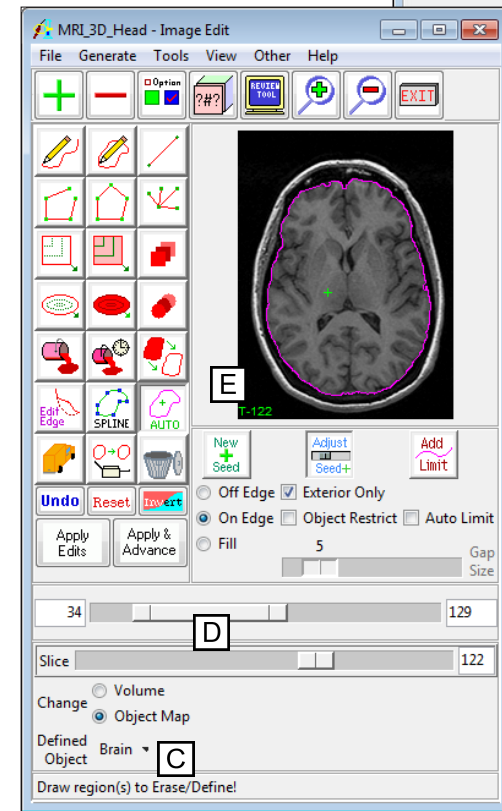 MRI_3D_Head - Image Edit
File Generate Tools View Other Help
Option
?#?
REVIEW
TOOL
EXIT
Edit
Edge
SPLINE
AUTO
E
T-122
New
Seed
Adjust
Seed+
Add
Limit
Undo Reset Invert
Off Edge Exterior Only
On Edge Object Restrict Auto Limit
Fill 5
Gap
Size
Apply
Edits
Apply &
Advance
34 129
D
Slice 122
Change Volume
Object Map
Defined
Object Brain
C
Draw region(s) to Erase/Define!